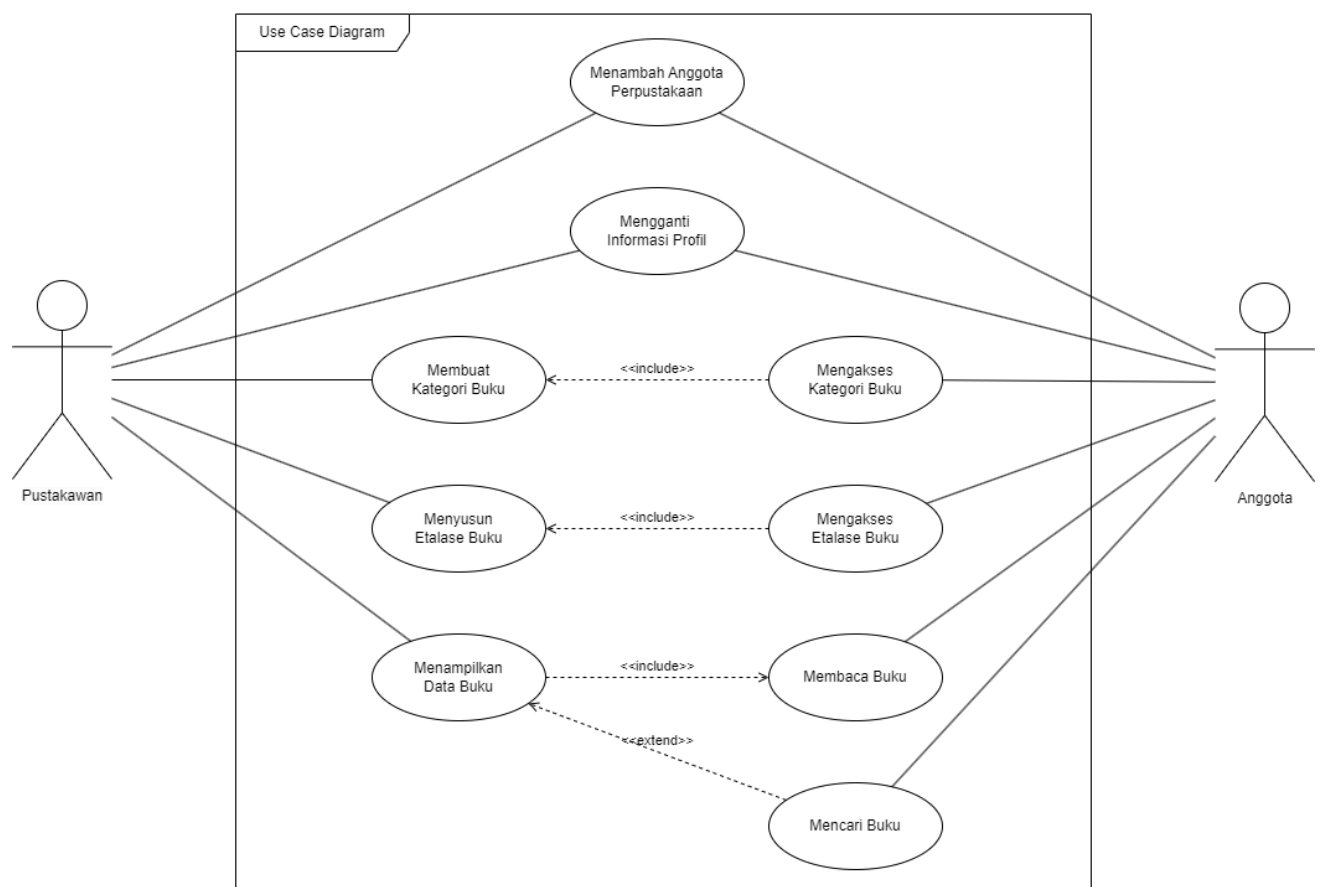 Use Case Diagram
Menambah Anggota
Perpustakaan
Mengganti
Informasi Profil
Membuat
Kategori Buku
<<include>>
Mengakses
Kategori Buku
Pustakawan
Anggota
Menyusun
Etalase Buku
<<include>>
Mengakses
Etalase Buku
Menampilkan
Data Buku
<<include>>
Membaca Buku
<<extend>>
Mencari Buku